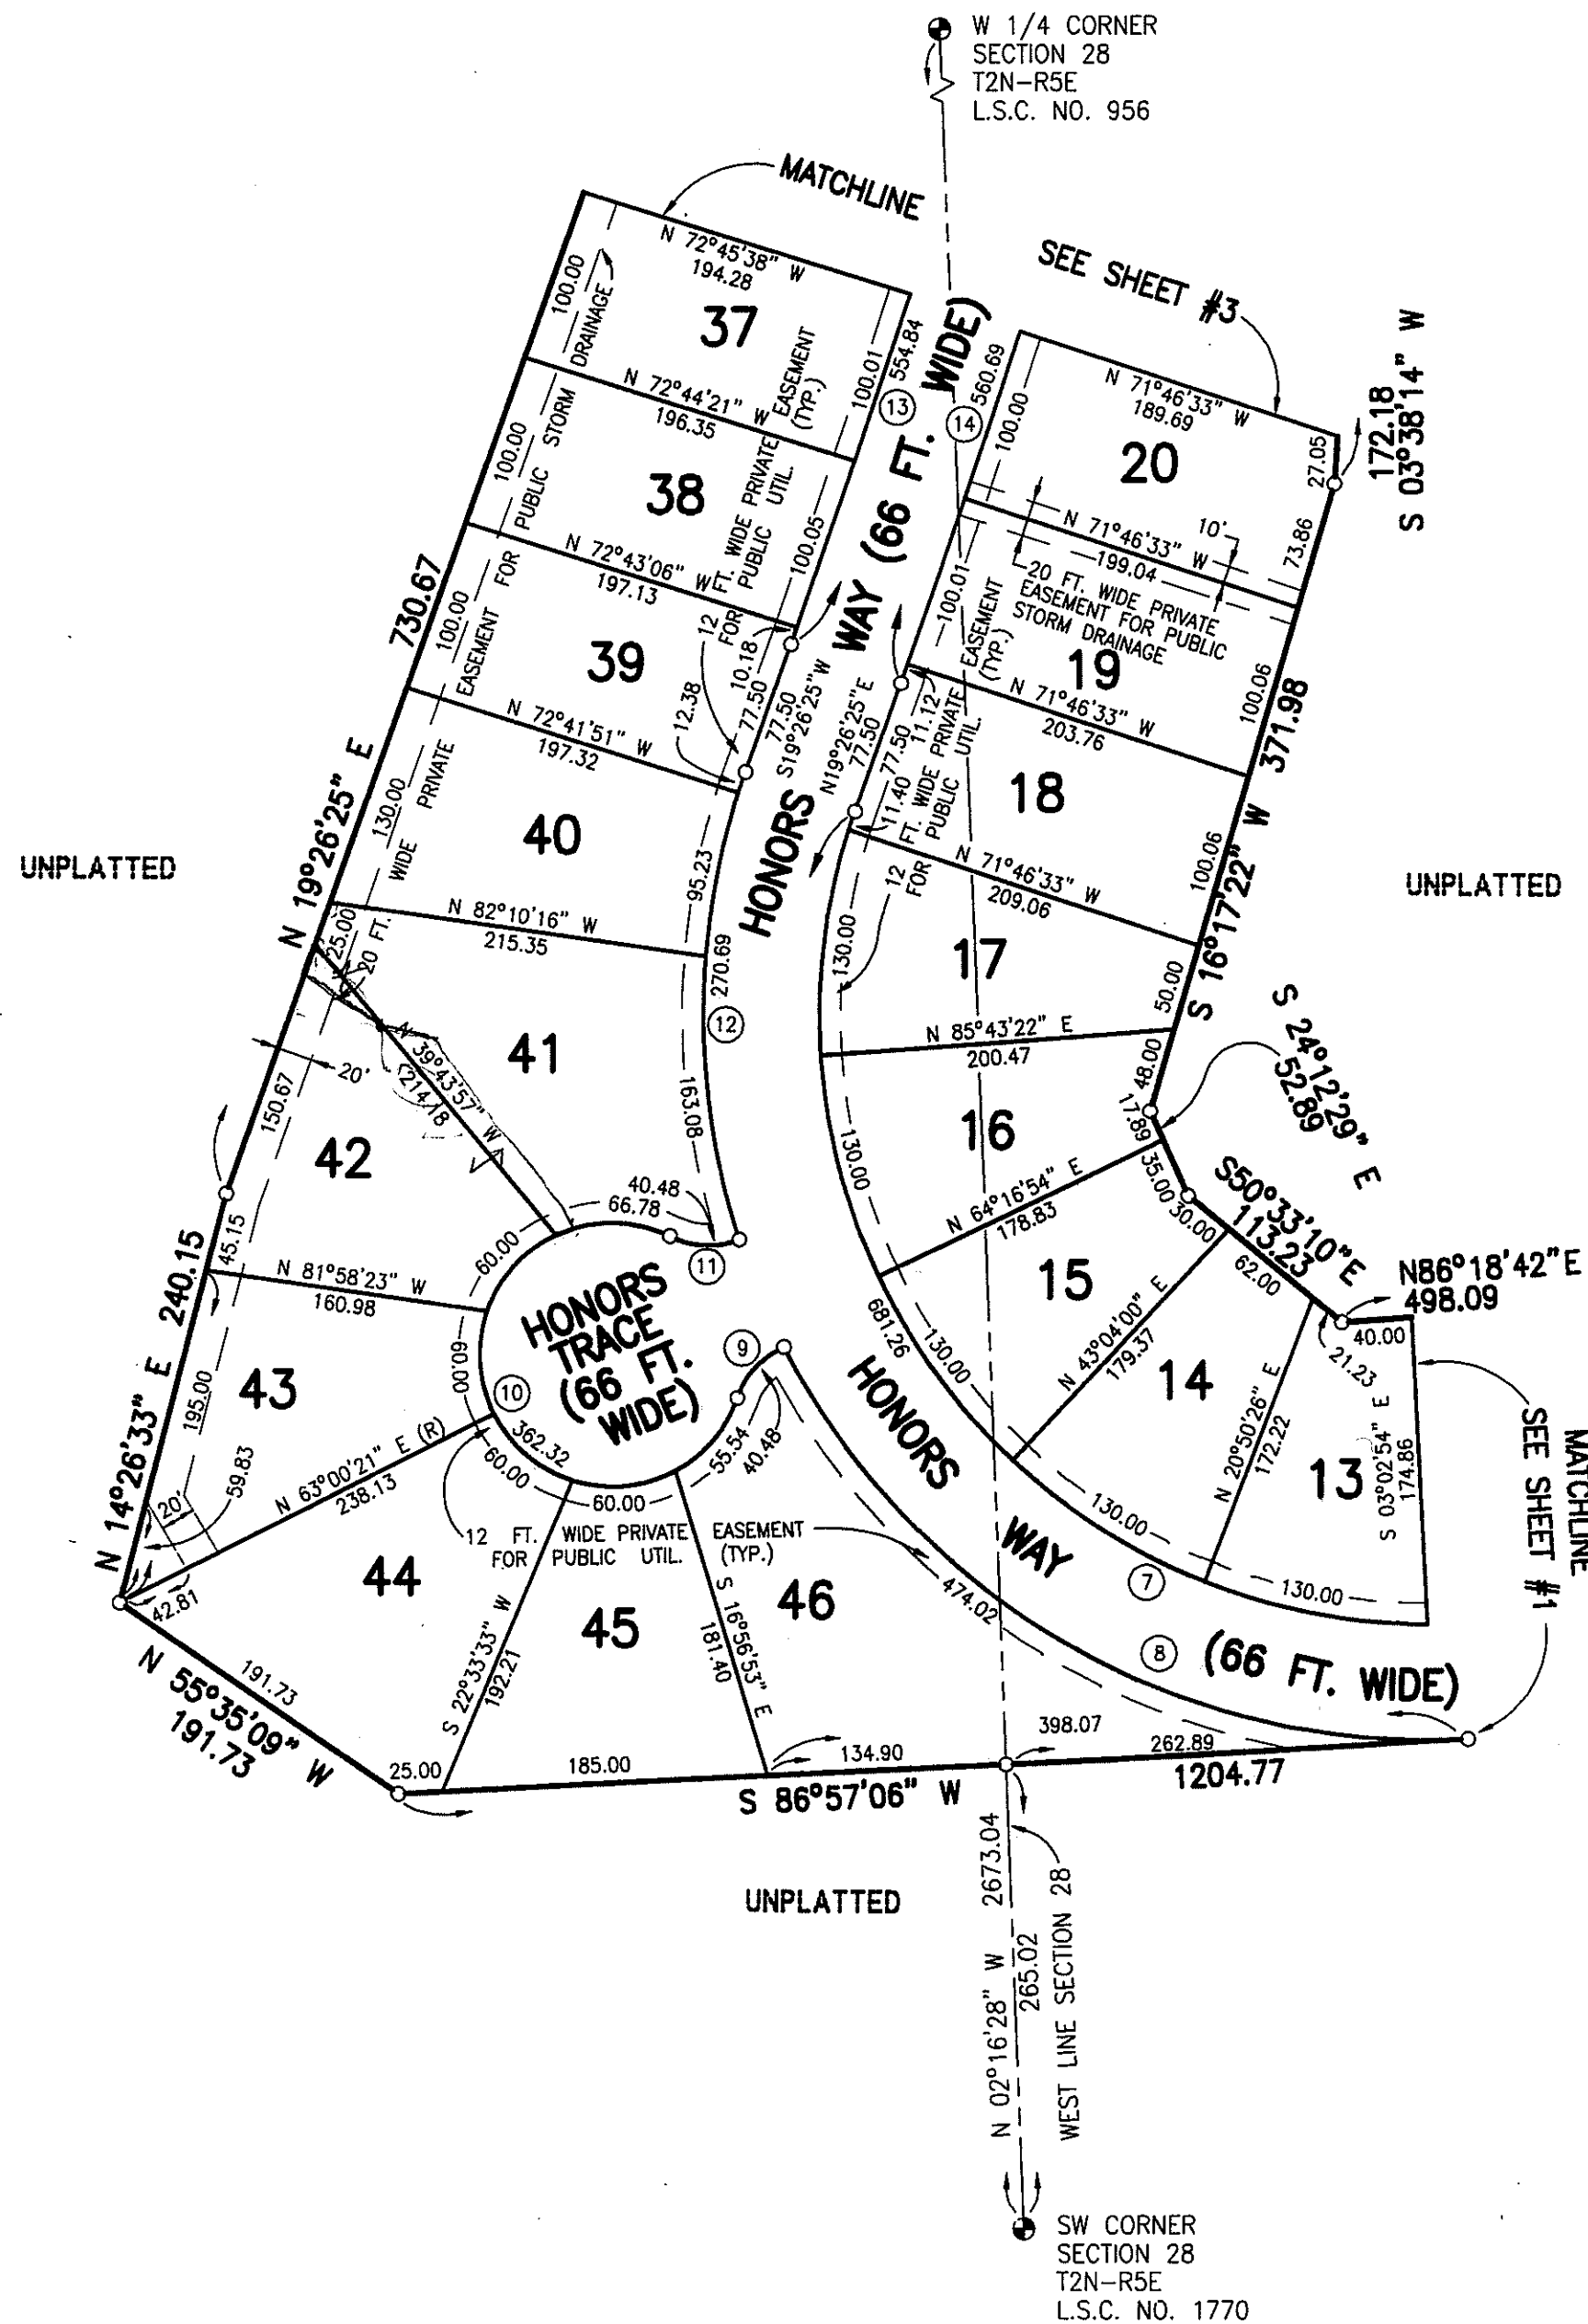 W 1/4 CORNER
SECTION 28
T2N-R5E
L.S.C. NO. 956
MATCHLINE
SEE SHEET #3
N 72°45'38" W
194.28
100.00
37
554.84
100.01
13
N 72°44'21" W
196.35
100.00
38
100.05
N 72°43'06" W
197.13
100.00
39
10.18
77.50
77.50
S19°26'25"W
12.38
N 72°41'51" W
197.32
130.00
40
95.23
N 82°10'16" W
215.35
25.00
41
270.69
12
163.08
N 39°43'57" W
214.18
20'
150.67
42
40.48
66.78
11
60.00
45.15
N 81°58'23" W
160.98
60.00
43
195.00
59.83
20'
N 63°00'21" E (R)
238.13
10
362.32
60.00
60.00
44
42.81
S 22°33'33" W
192.21
45
S 16°56'53" E
181.40
46
9
55.54
40.48
HONORS
TRACE
(66 FT.
WIDE)
12 FT. WIDE PRIVATE EASEMENT
FOR PUBLIC UTIL. (TYP.)
12 FT. WIDE PRIVATE EASEMENT
FOR PUBLIC UTIL. (TYP.)
20 FT. WIDE PRIVATE EASEMENT FOR PUBLIC STORM DRAINAGE
730.67
N 19°26'25" E
240.15
N 14°26'33" E
UNPLATTED
191.73
N 55°35'09" W
191.73
25.00
185.00
134.90
S 86°57'06" W
398.07
262.89
1204.77
UNPLATTED
HONORS WAY (66 FT. WIDE)
14
560.69
100.00
N 71°46'33" W
189.69
20
27.05
172.18
S 03°38'14" W
73.86
N 71°46'33" W
199.04
10'
20 FT. WIDE PRIVATE
EASEMENT FOR PUBLIC
STORM DRAINAGE
100.01
19
100.06
371.98
N 71°46'33" W
203.76
11.12
77.50
77.50
N19°26'25"E
11.40
12 FT. WIDE PRIVATE EASEMENT
FOR PUBLIC UTIL. (TYP.)
18
100.06
S 16°17'22" W
N 71°46'33" W
209.06
130.00
17
50.00
N 85°43'22" E
200.47
48.00
17.89
S 24°12'29" E
52.89
UNPLATTED
130.00
16
35.00
N 64°16'54" E
178.83
30.00
S50°33'10"E
113.23
15
62.00
N86°18'42"E
498.09
40.00
21.23
681.26
130.00
N 43°04'00" E
179.37
14
N 20°50'26" E
172.22
13
S 03°02'54" E
174.86
130.00
130.00
7
MATCHLINE
SEE SHEET #1
HONORS WAY (66 FT. WIDE)
474.02
8
N 02°16'28" W 2673.04
265.02
WEST LINE SECTION 28
SW CORNER
SECTION 28
T2N-R5E
L.S.C. NO. 1770